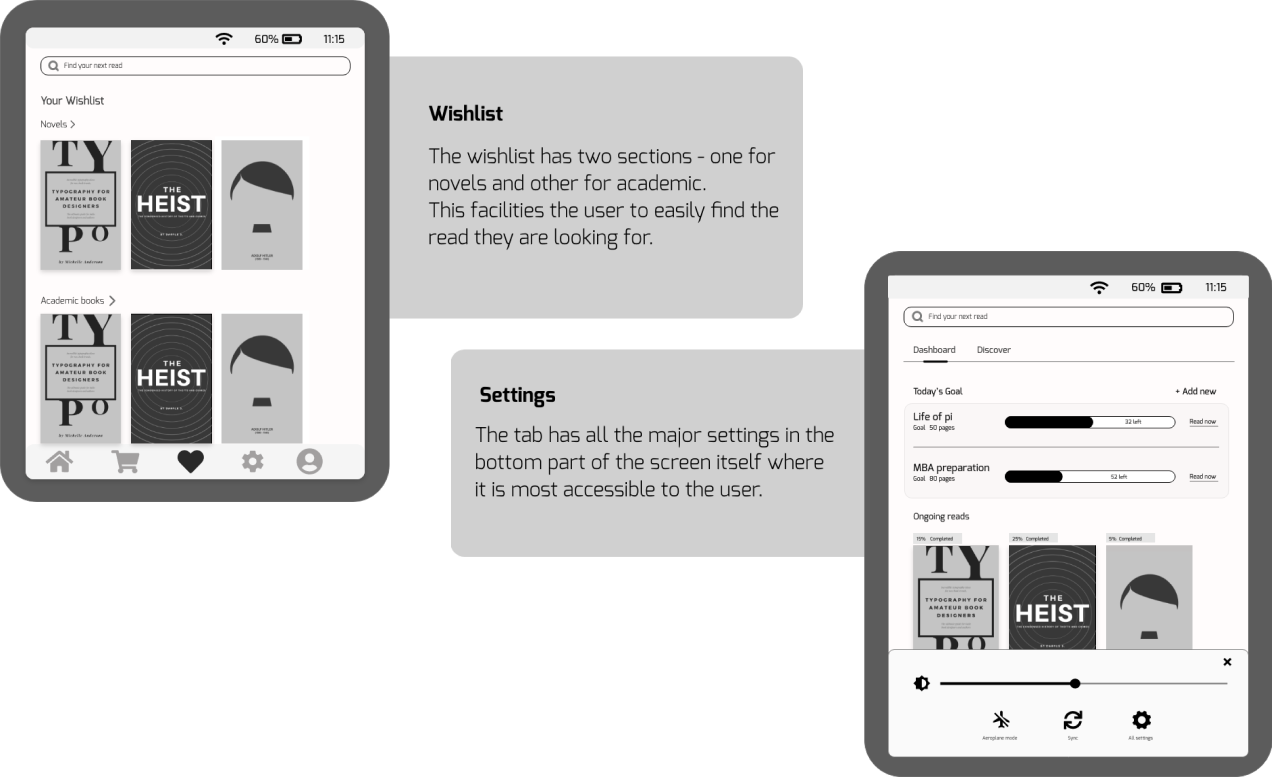 60%
11:15
Find your next read
Your Wishlist
Novels >
TY
TYPOGRAPHY FOR
AMATEUR BOOK
DESIGNERS
Po
THE
HEIST
Academic books >
TY
TYPOGRAPHY FOR
AMATEUR BOOK
DESIGNERS
Po
THE
HEIST
Wishlist
The wishlist has two sections - one for
novels and other for academic.
This facilities the user to easily find the
read they are looking for.
Settings
The tab has all the major settings in the
bottom part of the screen itself where
it is most accessible to the user.
60%
11:15
Find your next read
Dashboard Discover
Today's Goal + Add new
Life of pi
Goal 50 pages
32 left
Read now
MBA preparation
Goal 80 pages
52 left
Read now
Ongoing reads
15% Completed
25% Completed
5% Completed
TY
TYPOGRAPHY FOR
AMATEUR BOOK
DESIGNERS
THE
HEIST
Aeroplane mode
Sync
All settings